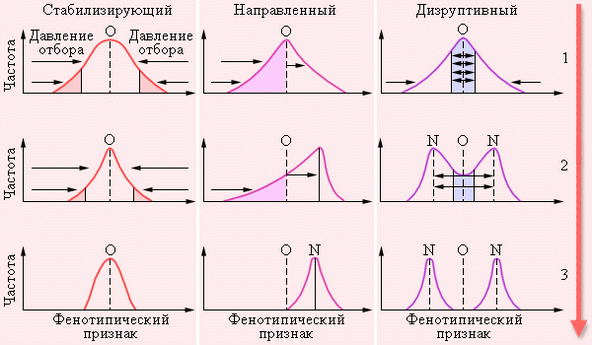 Стабилизирующий
Направленный
Дизруптивный
Частота
Давление отбора
O
Давление отбора
O
O
1
Частота
O
O
N O N
2
Частота
O
O N
N O N
3
Фенотипический
признак
Фенотипический
признак
Фенотипический
признак